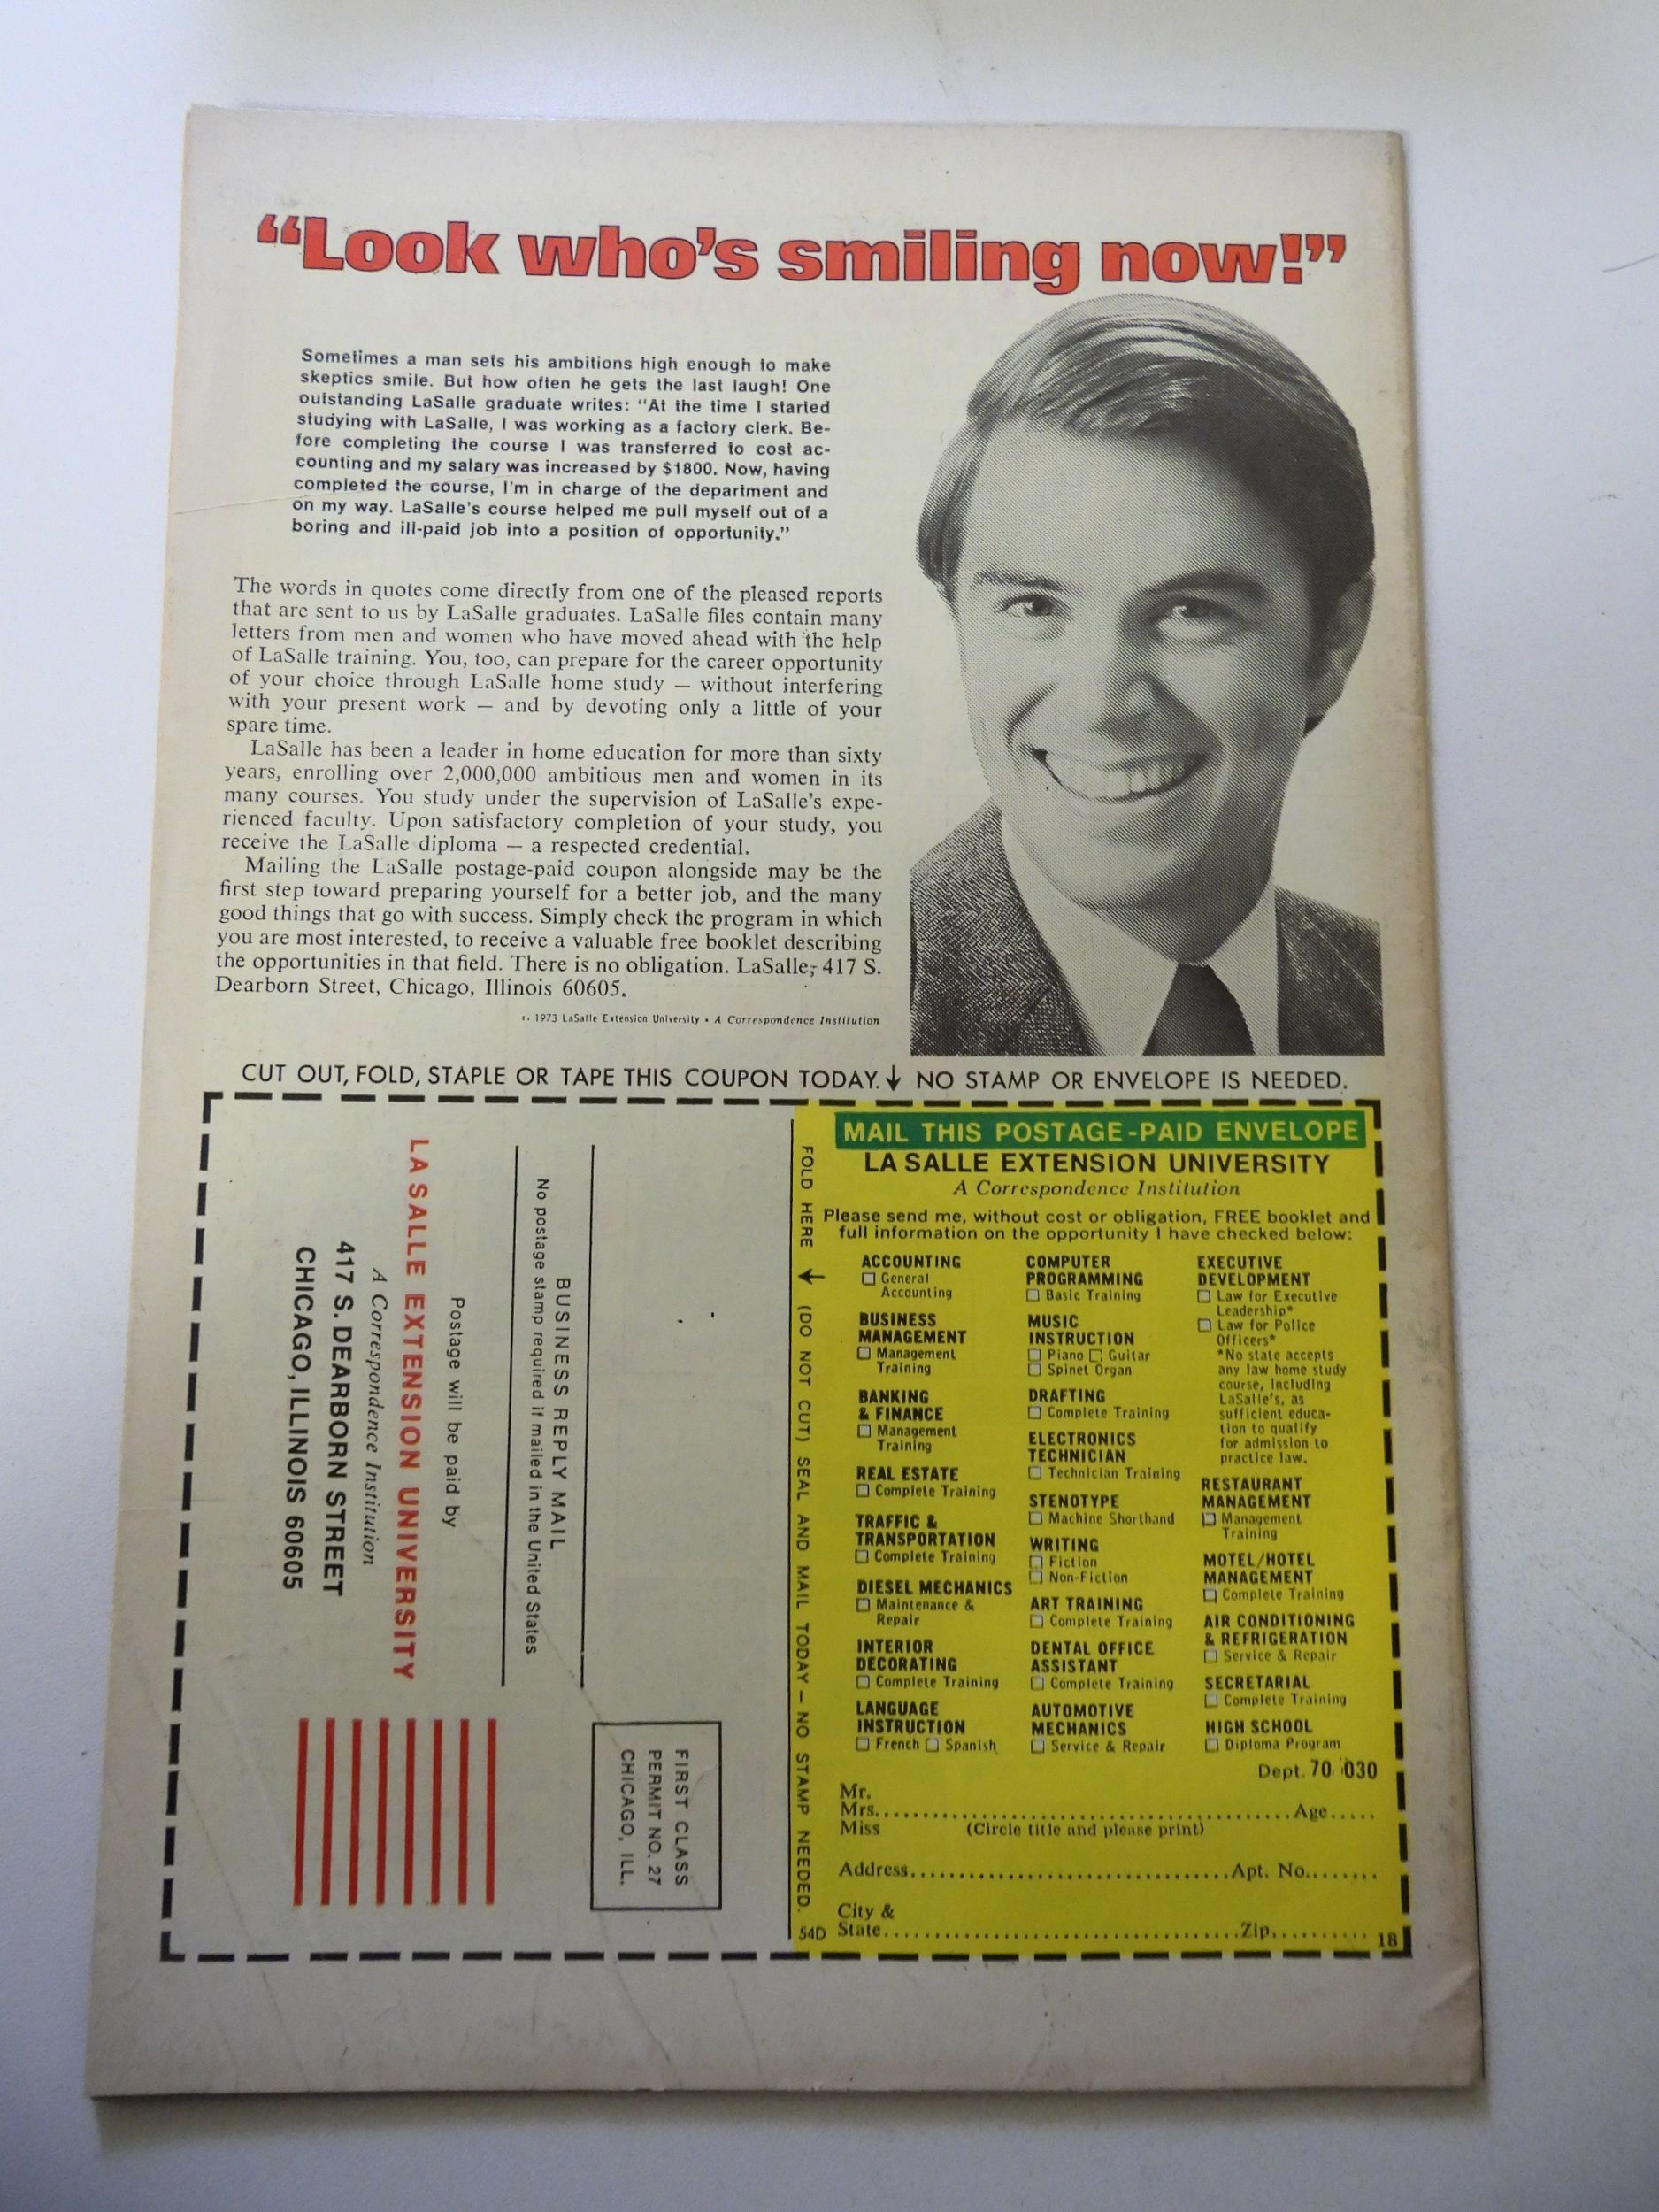 “Look who’s smiling now!”
Sometimes a man sets his ambitions high enough to make
skeptics smile. But how often he gets the last laugh! One
outstanding LaSalle graduate writes: “At the time I started
studying with LaSalle, I was working as a factory clerk. Be-
fore completing the course I was transferred to cost ac-
counting and my salary was increased by $1800. Now, having
completed the course, I’m in charge of the department and
on my way. LaSalle’s course helped me pull myself out of a
boring and ill-paid job into a position of opportunity.”
The words in quotes come directly from one of the pleased reports
that are sent to us by LaSalle graduates. LaSalle files contain many
letters from men and women who have moved ahead with the help
of LaSalle training. You, too, can prepare for the career opportunity
of your choice through LaSalle home study — without interfering
with your present work — and by devoting only a little of your
spare time.
LaSalle has been a leader in home education for more than sixty
years, enrolling over 2,000,000 ambitious men and women in its
many courses. You study under the supervision of LaSalle’s expe-
rienced faculty. Upon satisfactory completion of your study, you
receive the LaSalle diploma — a respected credential.
Mailing the LaSalle postage-paid coupon alongside may be the
first step toward preparing yourself for a better job, and the many
good things that go with success. Simply check the program in which
you are most interested, to receive a valuable free booklet describing
the opportunities in that field. There is no obligation. LaSalle, 417 S.
Dearborn Street, Chicago, Illinois 60605.
© 1973 LaSalle Extension University • A Correspondence Institution
CUT OUT, FOLD, STAPLE OR TAPE THIS COUPON TODAY. ↓ NO STAMP OR ENVELOPE IS NEEDED.
FIRST CLASS
PERMIT NO. 27
CHICAGO, ILL.
BUSINESS REPLY MAIL
No postage stamp required if mailed in the United States
Postage will be paid by
LA SALLE EXTENSION UNIVERSITY
A Correspondence Institution
417 S. DEARBORN STREET
CHICAGO, ILLINOIS 60605
FOLD HERE → (DO NOT CUT) SEAL AND MAIL TODAY — NO STAMP NEEDED.
54D
MAIL THIS POSTAGE-PAID ENVELOPE
LA SALLE EXTENSION UNIVERSITY
A Correspondence Institution
Please send me, without cost or obligation, FREE booklet and
full information on the opportunity I have checked below:
ACCOUNTING
□ General
Accounting
BUSINESS
MANAGEMENT
□ Management
Training
BANKING
& FINANCE
□ Management
Training
REAL ESTATE
□ Complete Training
TRAFFIC &
TRANSPORTATION
□ Complete Training
DIESEL MECHANICS
□ Maintenance &
Repair
INTERIOR
DECORATING
□ Complete Training
LANGUAGE
INSTRUCTION
□ French □ Spanish
COMPUTER
PROGRAMMING
□ Basic Training
MUSIC
INSTRUCTION
□ Piano □ Guitar
□ Spinet Organ
DRAFTING
□ Complete Training
ELECTRONICS
TECHNICIAN
□ Technician Training
STENOTYPE
□ Machine Shorthand
WRITING
□ Fiction
□ Non-Fiction
ART TRAINING
□ Complete Training
DENTAL OFFICE
ASSISTANT
□ Complete Training
AUTOMOTIVE
MECHANICS
□ Service & Repair
EXECUTIVE
DEVELOPMENT
□ Law for Executive
Leadership*
□ Law for Police
Officers*
*No state accepts
any law home study
course, including
LaSalle’s, as
sufficient educa-
tion to qualify
for admission to
practice law.
RESTAURANT
MANAGEMENT
□ Management
Training
MOTEL/HOTEL
MANAGEMENT
□ Complete Training
AIR CONDITIONING
& REFRIGERATION
□ Service & Repair
SECRETARIAL
□ Complete Training
HIGH SCHOOL
□ Diploma Program
Dept. 70 030
Mr.
Mrs. Age
Miss (Circle title and please print)
Address Apt. No.
City &
State Zip
18